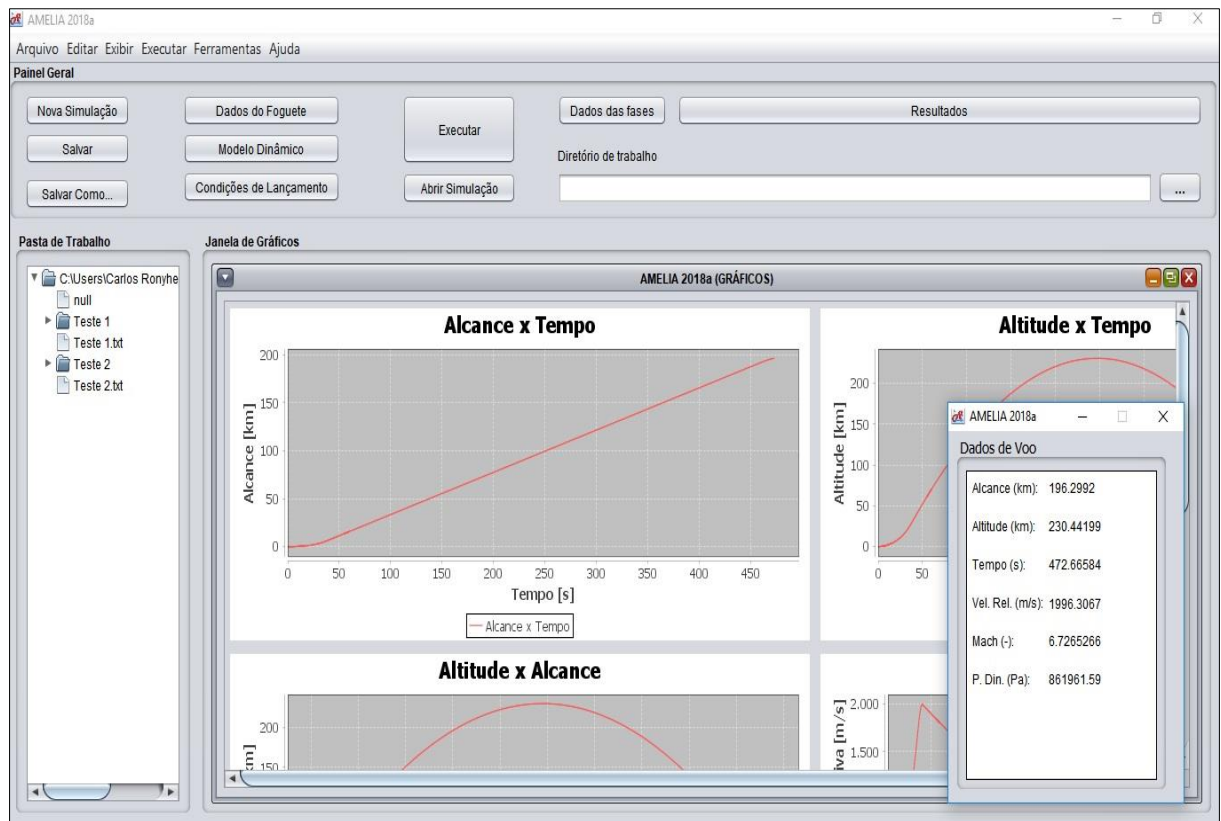 AMELIA 2018a
Arquivo Editar Exibir Executar Ferramentas Ajuda
Painel Geral
Nova Simulação
Salvar
Salvar Como...
Dados do Foguete
Modelo Dinâmico
Condições de Lançamento
Executar
Abrir Simulação
Dados das fases
Resultados
Diretório de trabalho
...
Pasta de Trabalho
C:\Users\Carlos Ronyhe
null
Teste 1
Teste 1.txt
Teste 2
Teste 2.txt
Janela de Gráficos
AMELIA 2018a (GRÁFICOS)
Alcance x Tempo
Alcance [km]
200
150
100
50
0
0 50 100 150 200 250 300 350 400 450
Tempo [s]
Alcance x Tempo
Altitude x Tempo
Altitude [km]
200
150
100
50
0
0 50
Altitude x Alcance
200
150
km]
2.000
1.500
iva [m/s]
AMELIA 2018a
Dados de Voo
Alcance (km): 196.2992
Altitude (km): 230.44199
Tempo (s): 472.66584
Vel. Rel. (m/s): 1996.3067
Mach (-): 6.7265266
P. Din. (Pa): 861961.59